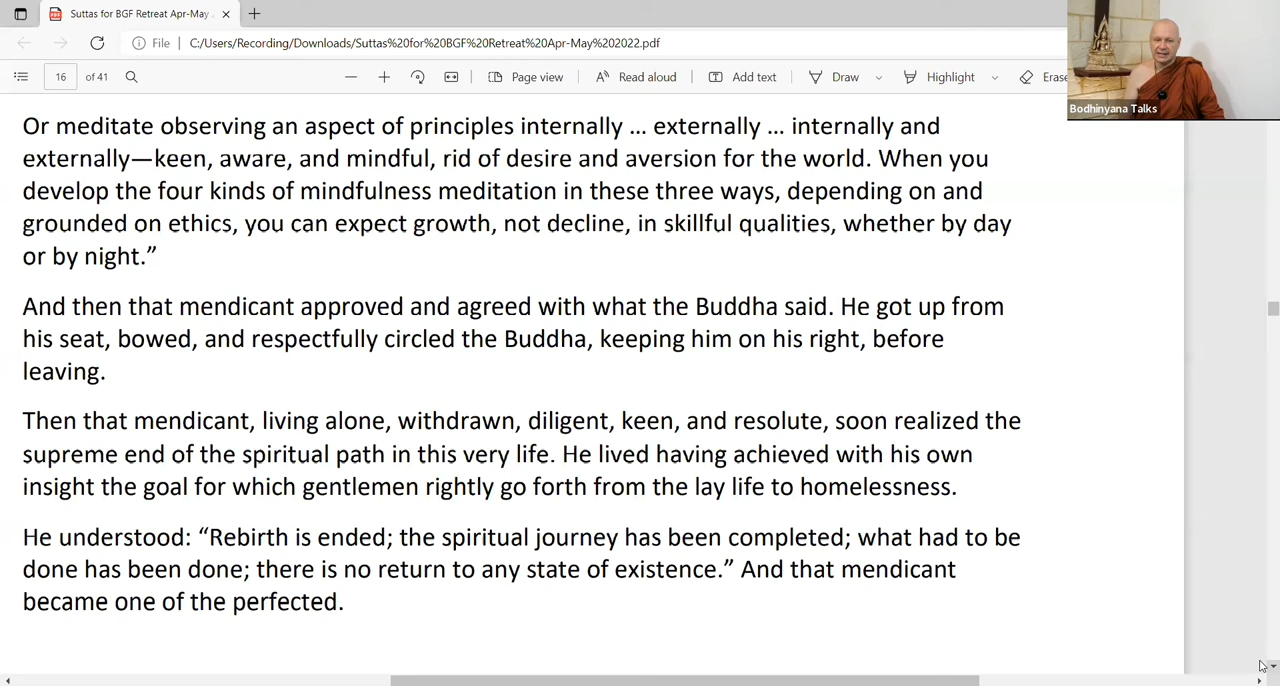 Suttas for BGF Retreat Apr-May
File
C:/Users/Recording/Downloads/Suttas%20for%20BGF%20Retreat%20Apr-May%202022.pdf
16 of 41
Page view
Read aloud
Add text
Draw
Highlight
Eras
Bodhinyana Talks
Or meditate observing an aspect of principles internally ... externally ... internally and
externally—keen, aware, and mindful, rid of desire and aversion for the world. When you
develop the four kinds of mindfulness meditation in these three ways, depending on and
grounded on ethics, you can expect growth, not decline, in skillful qualities, whether by day
or by night.”
And then that mendicant approved and agreed with what the Buddha said. He got up from
his seat, bowed, and respectfully circled the Buddha, keeping him on his right, before
leaving.
Then that mendicant, living alone, withdrawn, diligent, keen, and resolute, soon realized the
supreme end of the spiritual path in this very life. He lived having achieved with his own
insight the goal for which gentlemen rightly go forth from the lay life to homelessness.
He understood: “Rebirth is ended; the spiritual journey has been completed; what had to be
done has been done; there is no return to any state of existence.” And that mendicant
became one of the perfected.